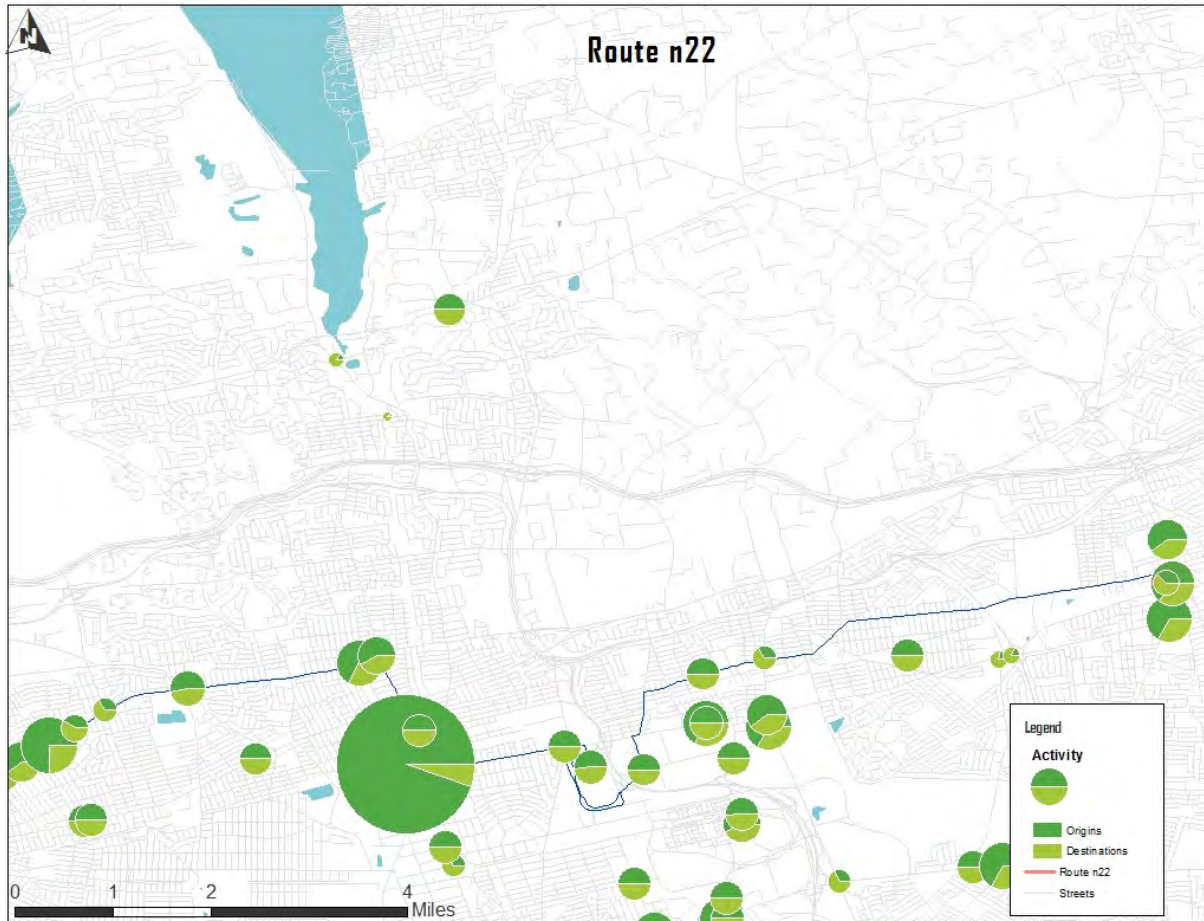 N
Route n22
Legend
Activity
Origins
Destinations
Route n22
Streets
0 1 2 4
Miles